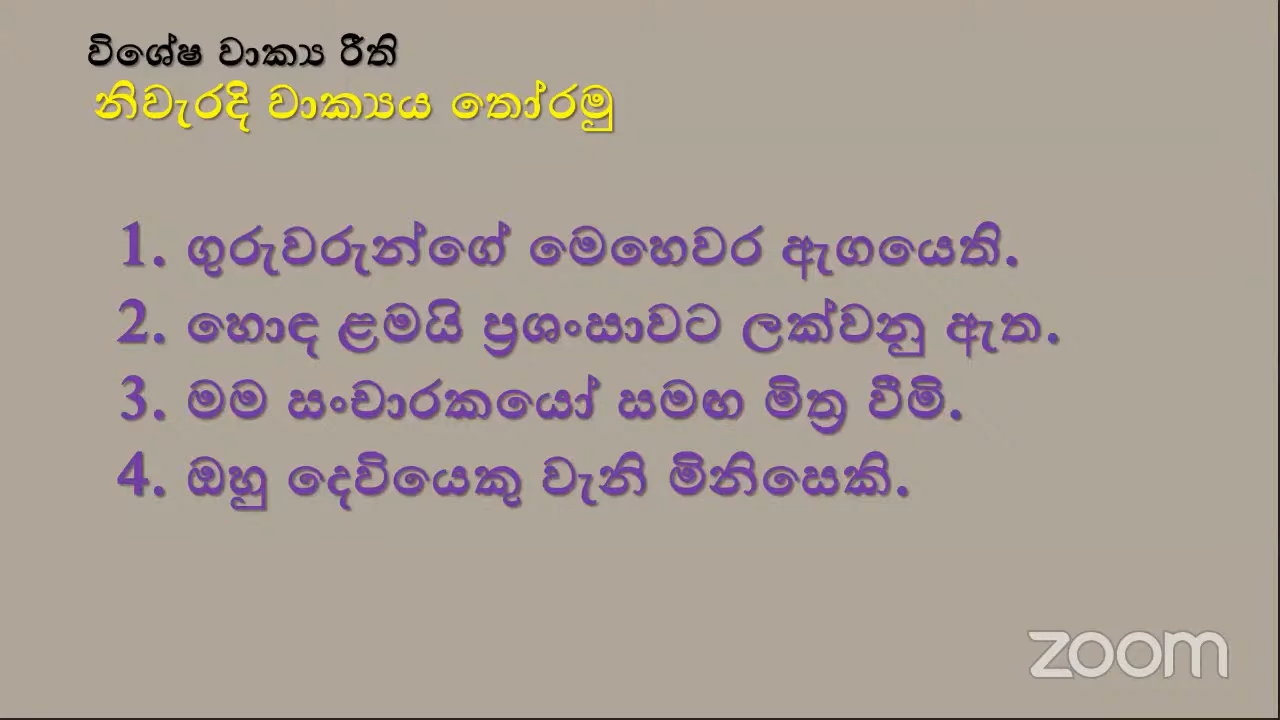 විශේෂ වාක්‍ය රීති
නිවැරදි වාක්‍යය තෝරමු
1. ගුරුවරුන්ගේ මෙහෙවර ඇගයෙති.
2. හොඳ ළමයි ප්‍රශංසාවට ලක්වනු ඇත.
3. මම සංචාරකයෝ සමඟ මිත්‍ර වීමි.
4. ඔහු දෙවියෙකු වැනි මිනිසෙකි.
zoom